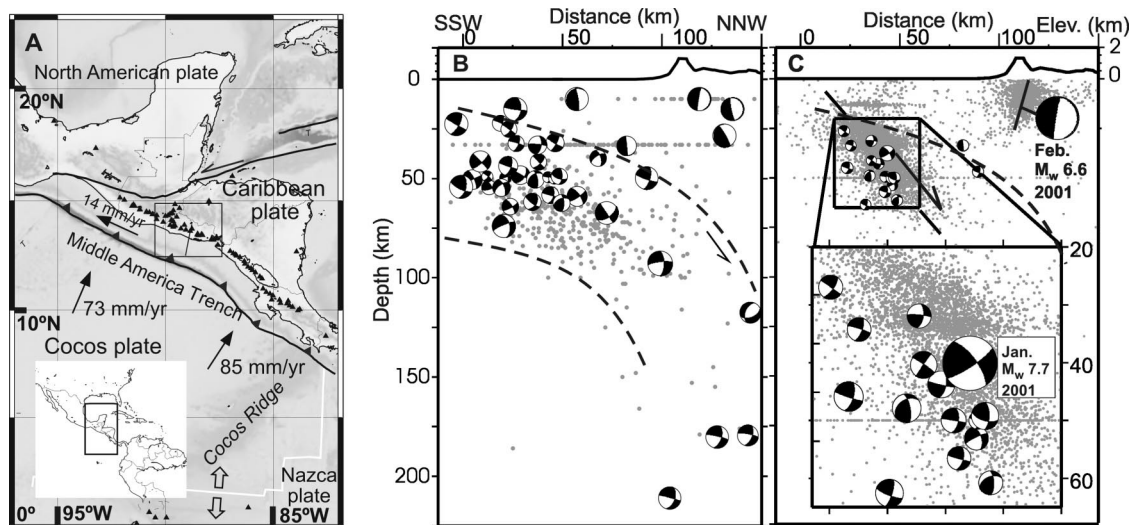 A
North American plate
20ºN
Caribbean
plate
14 mm/yr
Middle America Trench
73 mm/yr
10ºN
Cocos plate
85 mm/yr
Cocos Ridge
Nazca
plate
0º
95ºW
85ºW
SSW
Distance (km)
NNW
0
50
100
B
0
50
100
150
200
Depth (km)
Distance (km)
Elev. (km)
0
50
100
2
0
C
Feb.
Mw 6.6
2001
20
40
60
Jan.
Mw 7.7
2001